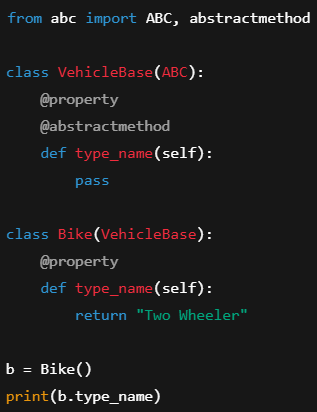 from abc import ABC, abstractmethod

class VehicleBase(ABC):
    @property
    @abstractmethod
    def type_name(self):
        pass

class Bike(VehicleBase):
    @property
    def type_name(self):
        return "Two Wheeler"

b = Bike()
print(b.type_name)